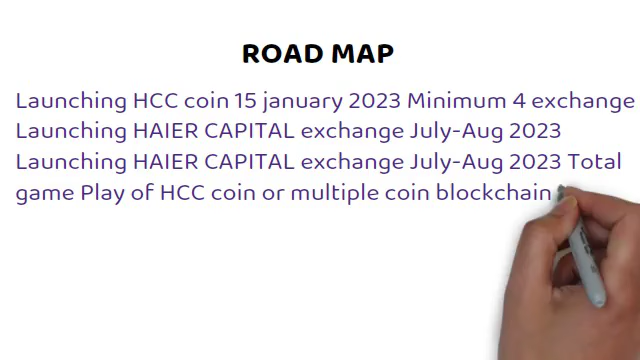 ROAD MAP
Launching HCC coin 15 january 2023 Minimum 4 exchange
Launching HAIER CAPITAL exchange July-Aug 2023
Launching HAIER CAPITAL exchange July-Aug 2023 Total
game Play of HCC coin or multiple coin blockchain